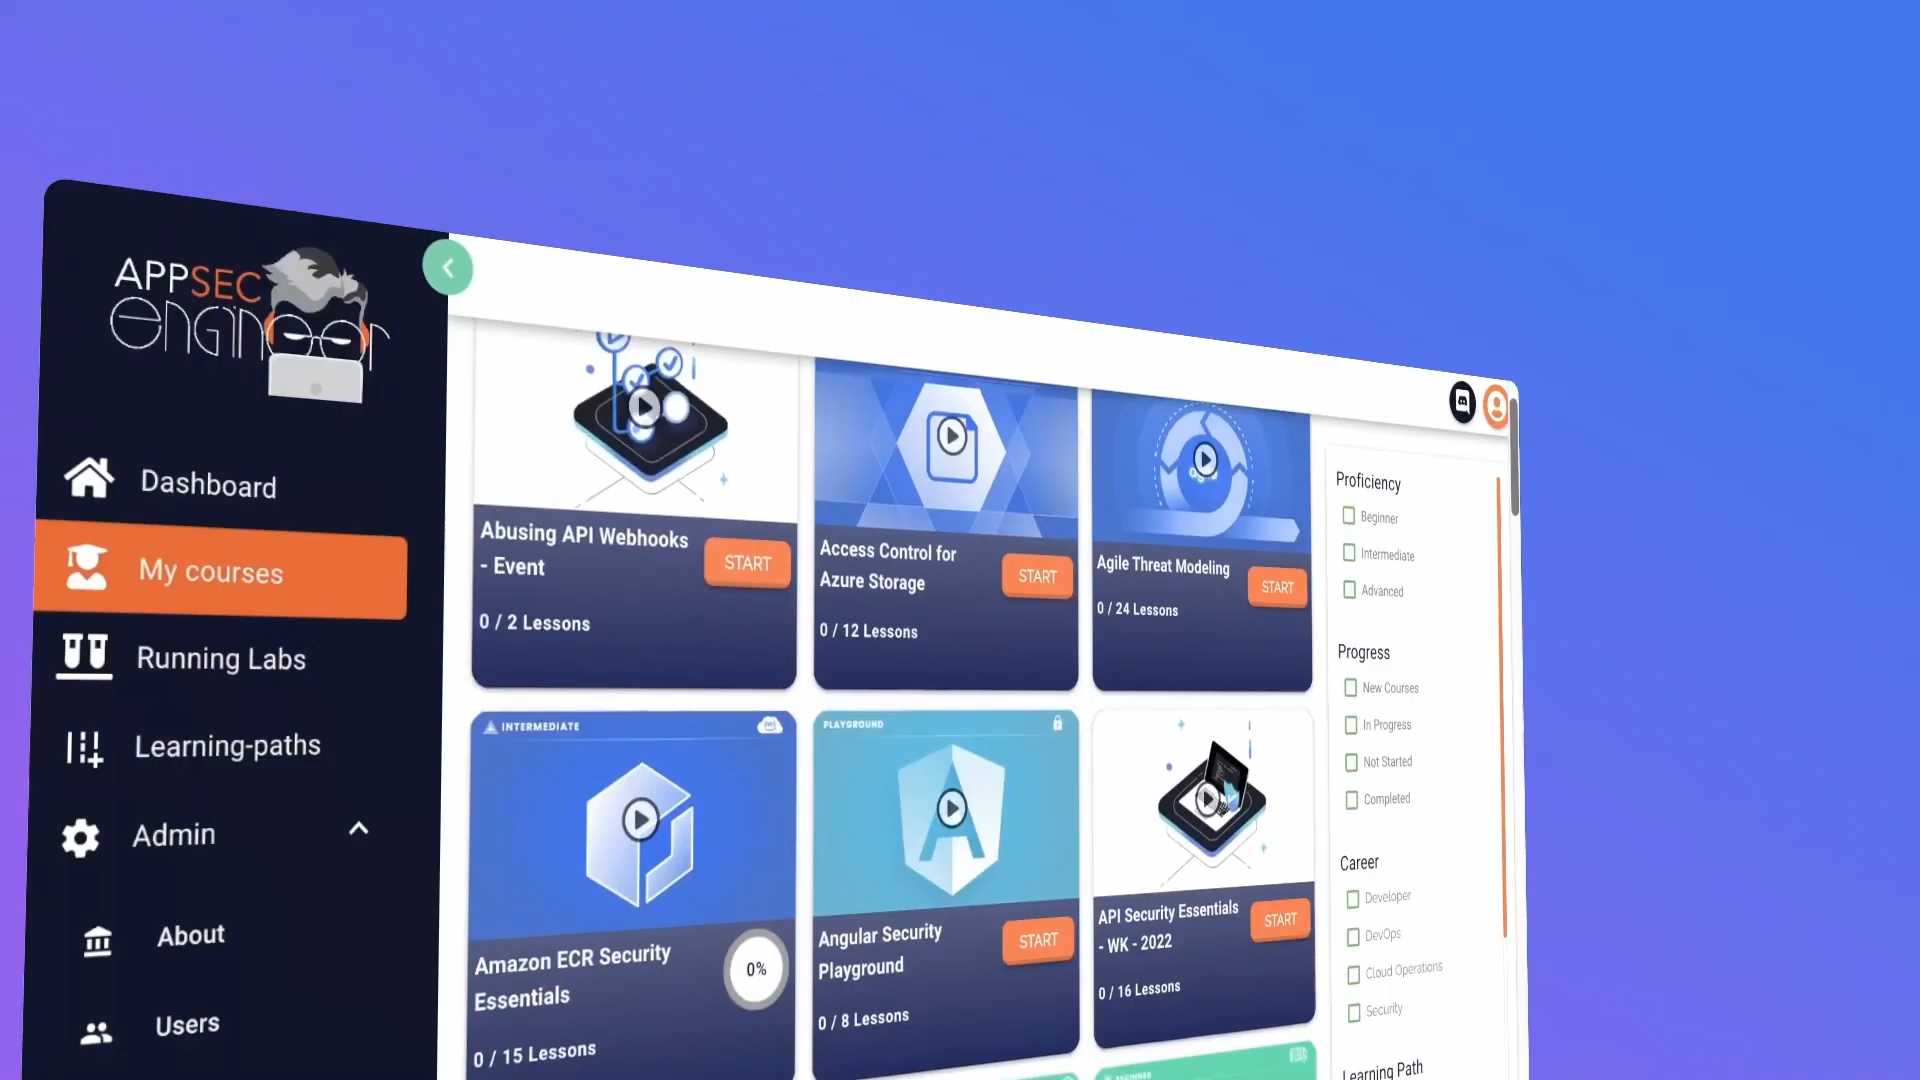 APPSEC
engineer
Dashboard
My courses
Running Labs
Learning-paths
Admin
About
Users
Abusing API Webhooks
- Event
START
0 / 2 Lessons
Access Control for
Azure Storage
START
0 / 12 Lessons
Agile Threat Modeling
START
0 / 24 Lessons
INTERMEDIATE
aws
Amazon ECR Security
Essentials
0%
0 / 15 Lessons
PLAYGROUND
Angular Security
Playground
START
0 / 8 Lessons
API Security Essentials
- WK - 2022
START
0 / 16 Lessons
BEGINNER
Proficiency
Beginner
Intermediate
Advanced
Progress
New Courses
In Progress
Not Started
Completed
Career
Developer
DevOps
Cloud Operations
Security
Learning Path